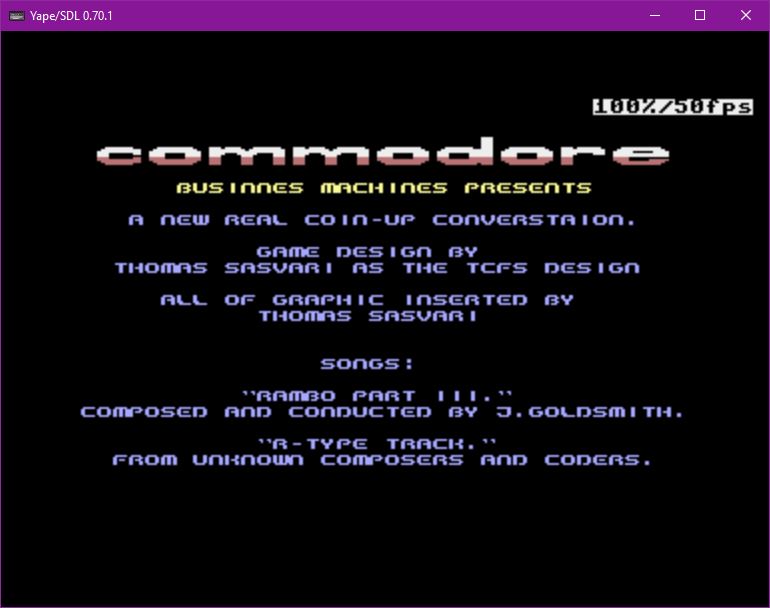 Yape/SDL 0.70.1
100%/50fps
commodore
BUSINNES MACHINES PRESENTS
A NEW REAL COIN-UP CONVERSTAION.
GAME DESIGN BY
THOMAS SASVARI AS THE TCFS DESIGN
ALL OF GRAPHIC INSERTED BY
THOMAS SASVARI
SONGS:
"RAMBO PART III."
COMPOSED AND CONDUCTED BY J.GOLDSMITH.
"R-TYPE TRACK."
FROM UNKNOWN COMPOSERS AND CODERS.